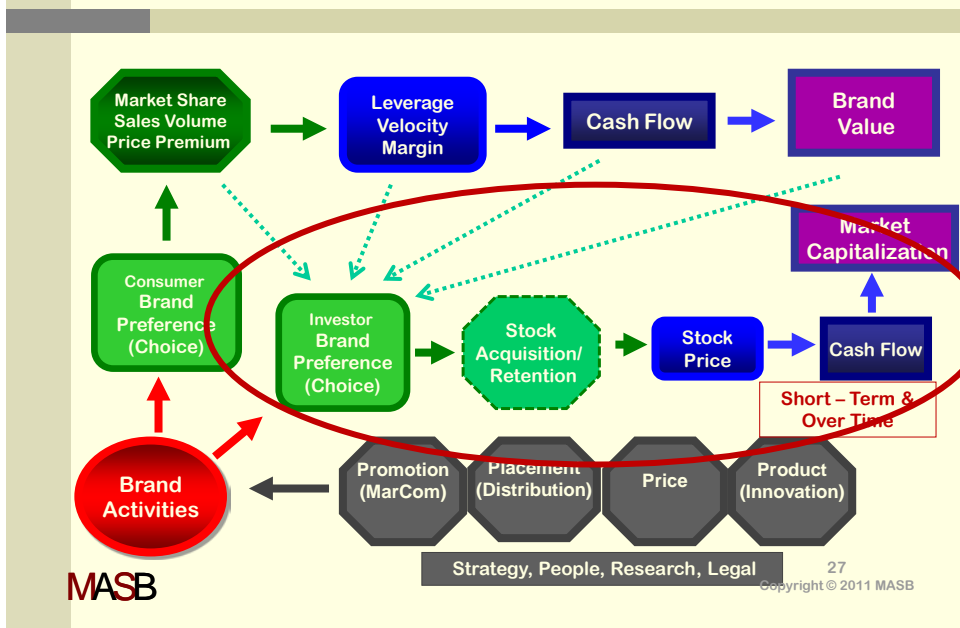 Market Share
Sales Volume
Price Premium
Leverage
Velocity
Margin
Cash Flow
Brand
Value
Consumer
Brand
Preference
(Choice)
Investor
Brand
Preference
(Choice)
Stock
Acquisition/
Retention
Stock
Price
Market
Capitalization
Cash Flow
Short – Term &
Over Time
Brand
Activities
Promotion
(MarCom)
Placement
(Distribution)
Price
Product
(Innovation)
Strategy, People, Research, Legal
MASB
27
Copyright © 2011 MASB